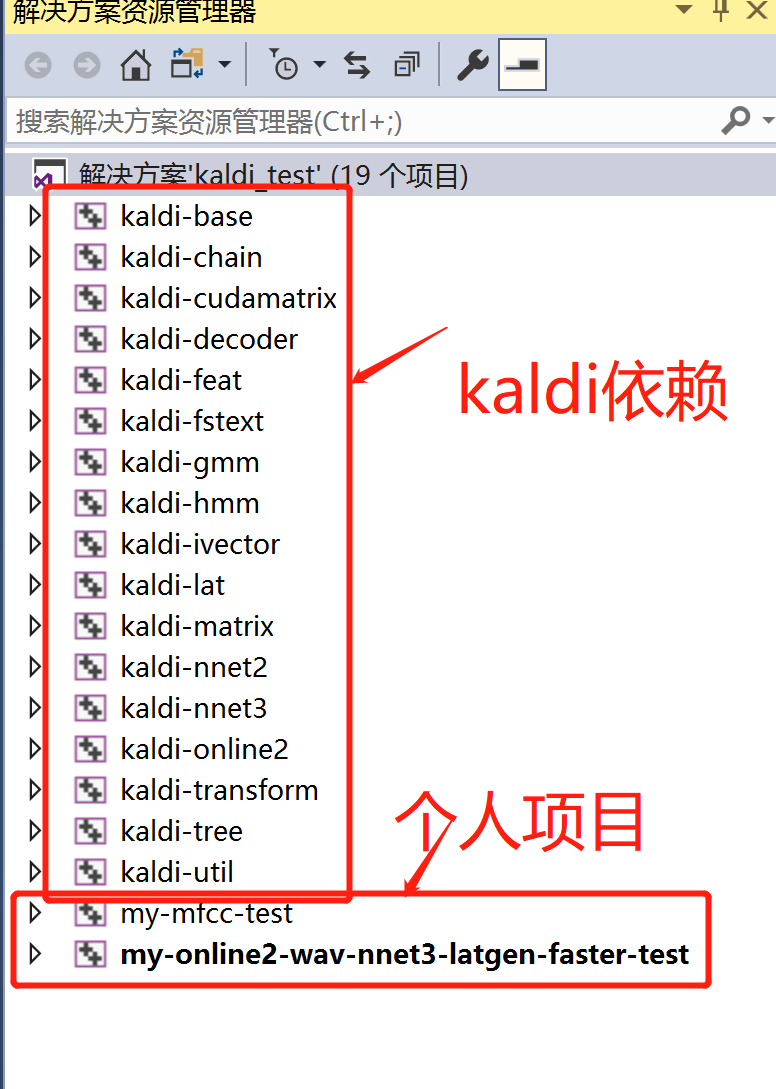 解决方案资源管理器
搜索解决方案资源管理器(Ctrl+;)
解决方案'kaldi_test' (19 个项目)
kaldi-base
kaldi-chain
kaldi-cudamatrix
kaldi-decoder
kaldi-feat
kaldi依赖
kaldi-fstext
kaldi-gmm
kaldi-hmm
kaldi-ivector
kaldi-lat
kaldi-matrix
kaldi-nnet2
kaldi-nnet3
kaldi-online2
kaldi-transform
个人项目
kaldi-tree
kaldi-util
my-mfcc-test
my-online2-wav-nnet3-latgen-faster-test